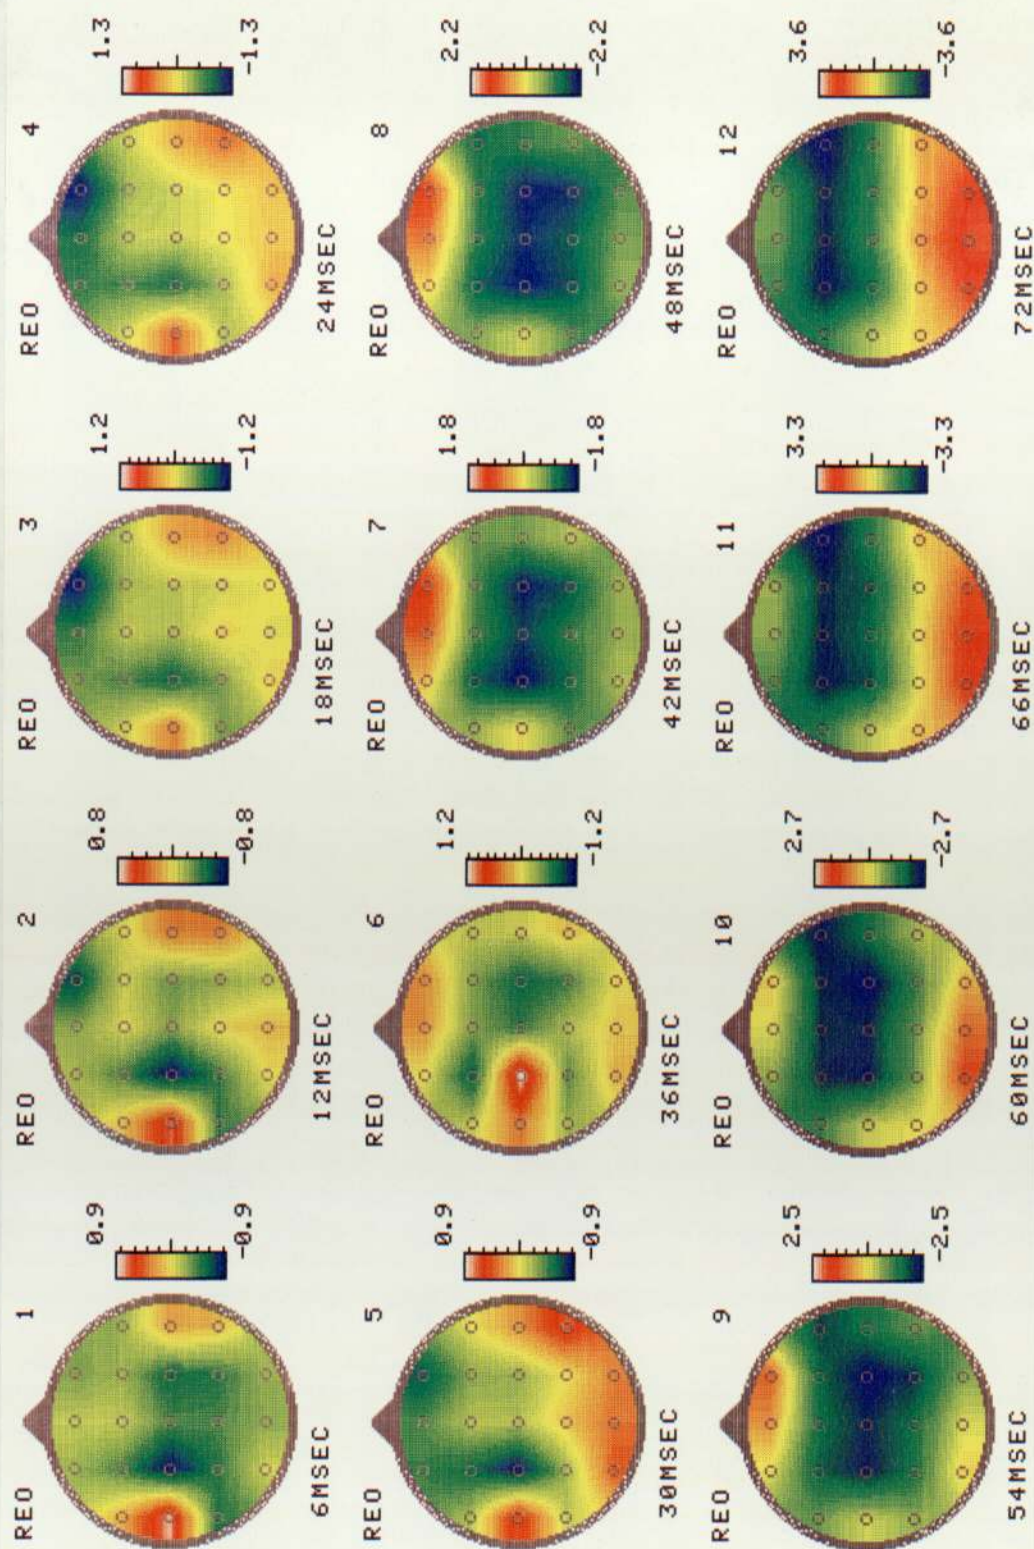 REO 1
0.9
-0.9
6MSEC
REO 2
0.8
-0.8
12MSEC
REO 3
1.2
-1.2
18MSEC
REO 4
1.3
-1.3
24MSEC
REO 5
0.9
-0.9
30MSEC
REO 6
1.2
-1.2
36MSEC
REO 7
1.8
-1.8
42MSEC
REO 8
2.2
-2.2
48MSEC
REO 9
2.5
-2.5
54MSEC
REO 10
2.7
-2.7
60MSEC
REO 11
3.3
-3.3
66MSEC
REO 12
3.6
-3.6
72MSEC